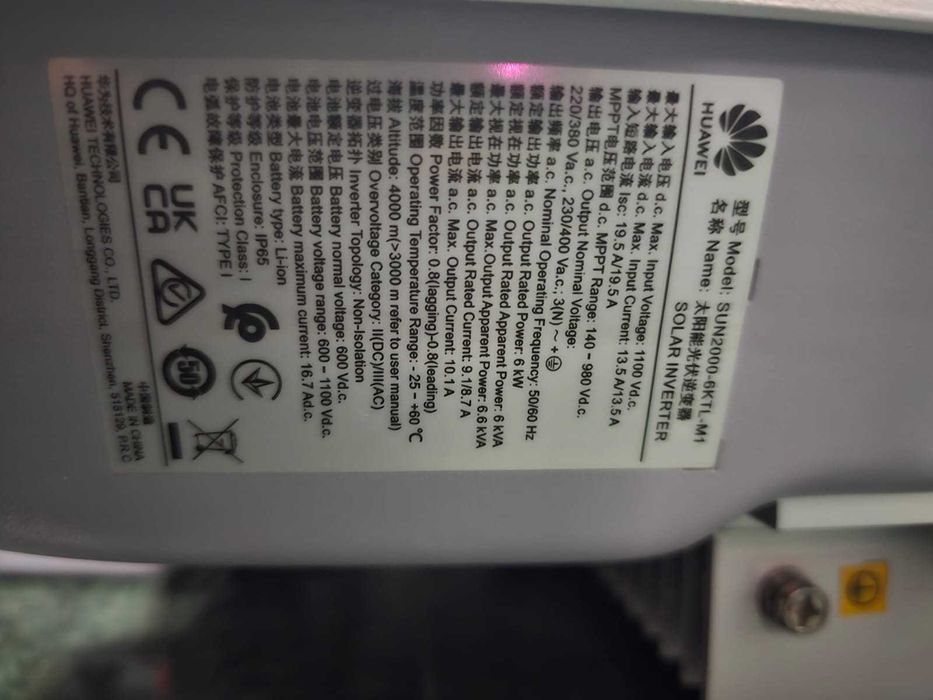 HUAWEI
型号 Model: SUN2000-6KTL-M1
名称 Name: 太阳能光伏逆变器
SOLAR INVERTER
最大输入电压 d.c. Max. Input Voltage: 1100 Vd.c.
最大输入电流 d.c. Max. Input Current: 13.5 A/13.5 A
输入短路电流 Isc: 19.5 A/19.5 A
MPPT电压范围 d.c. MPPT Range: 140 - 980 Vd.c.
输出电压 a.c. Output Nominal Voltage:
220/380 Va.c., 230/400 Va.c.; 3(N)~+
输出频率 a.c. Nominal Operating Frequency: 50/60 Hz
额定输出功率 a.c. Output Rated Power: 6 kW
额定视在功率 a.c. Output Rated Apparent Power: 6 kVA
最大视在功率 a.c. Max.Output Apparent Power: 6.6 kVA
额定输出电流 a.c. Output Rated Current: 9.1/8.7 A
最大输出电流 a.c. Max. Output Current: 10.1 A
功率因数 Power Factor: 0.8(lagging)-0.8(leading)
温度范围 Operating Temperature Range: - 25 - +60 ℃
海拔 Altitude: 4000 m(>3000 m refer to user manual)
过电压类别 Overvoltage Category: II(DC)/III(AC)
逆变器拓扑 Inverter Topology: Non-Isolation
电池额定电压 Battery normal voltage: 600 Vd.c.
电池电压范围 Battery voltage range: 600 - 1100 Vd.c.
电池最大电流 Battery maximum current: 16.7 Ad.c.
电池类型 Battery type: Li-ion
防护等级 Enclosure: IP65
保护等级 Protection Class: I
电弧故障保护 AFCI: TYPE I
CE
UK
CA
50
华为技术有限公司
HUAWEI TECHNOLOGIES CO., LTD.
HQ of Huawei, Bantian, Longgang District, Shenzhen, 518129, P.R.C
中国制造
MADE IN CHINA